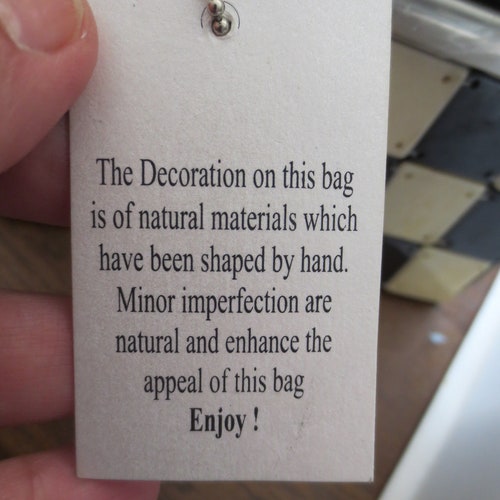 The Decoration on this bag
is of natural materials which
have been shaped by hand.
Minor imperfection are
natural and enhance the
appeal of this bag
Enjoy !